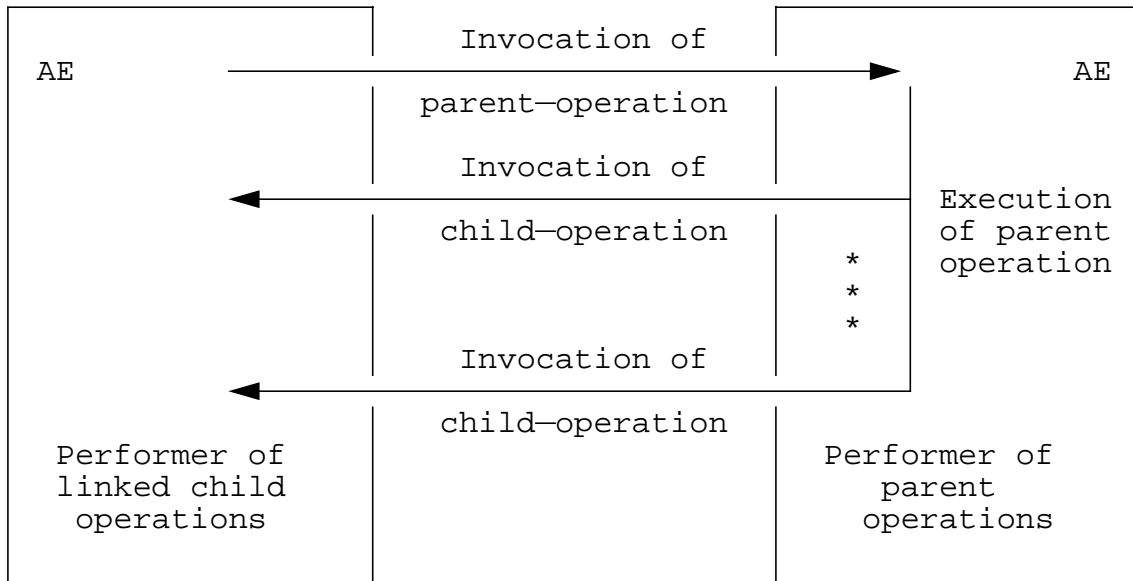 Invocation of
AE
AE
parent—operation
Invocation of
Execution
of parent
operation
child—operation
*
*
*
Invocation of
child—operation
Performer of
linked child
operations
Performer of
parent
operations